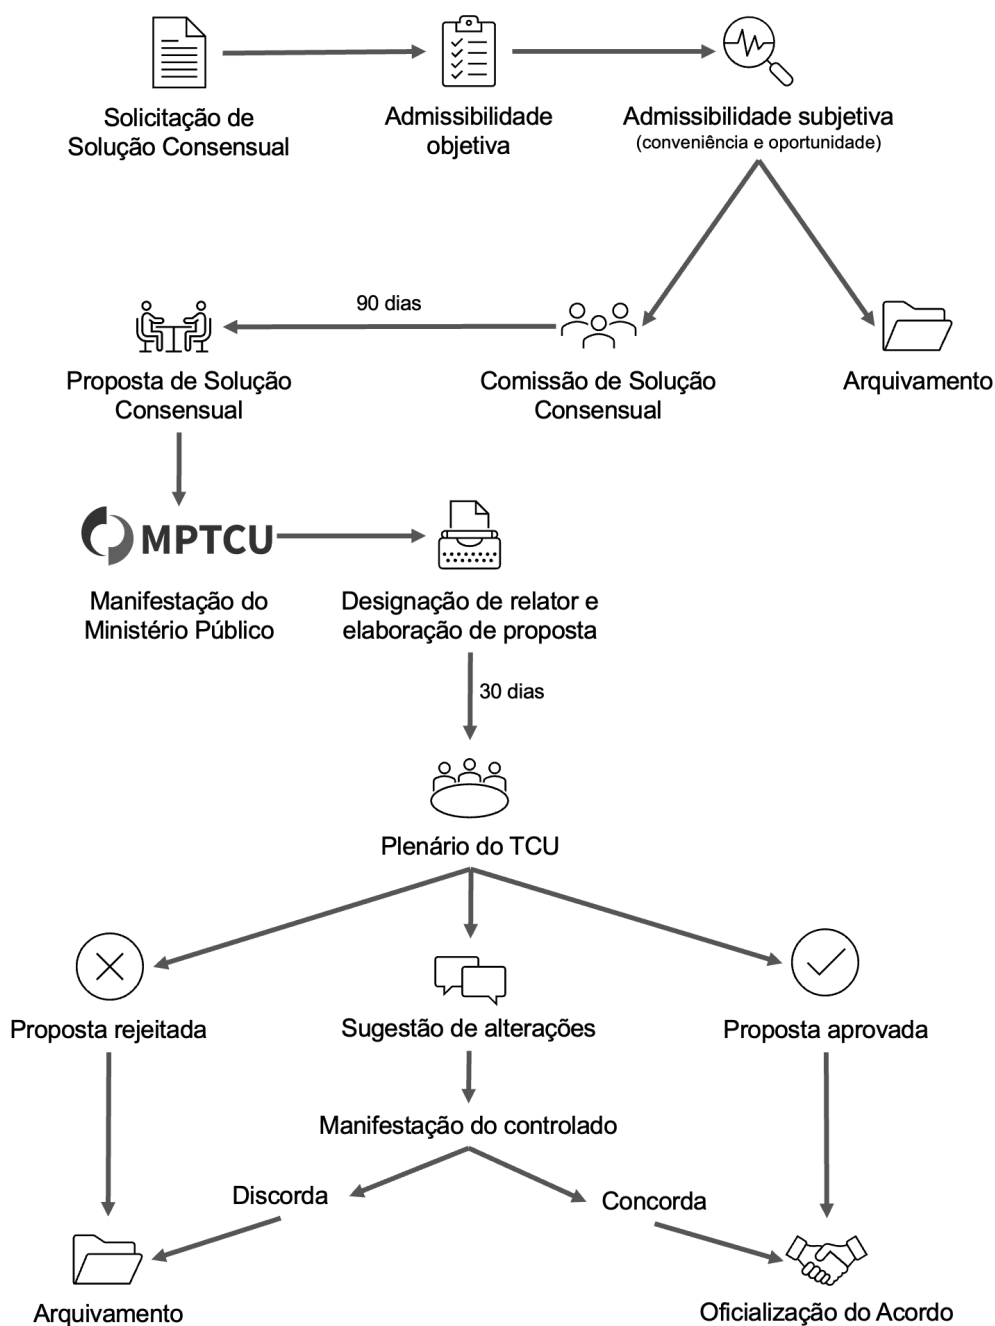 Solicitação de
Solução Consensual
Admissibilidade
objetiva
Admissibilidade subjetiva
(conveniência e oportunidade)
90 dias
Proposta de Solução
Consensual
Comissão de Solução
Consensual
Arquivamento
MPTCU
Manifestação do
Ministério Público
Designação de relator e
elaboração de proposta
30 dias
Plenário do TCU
Proposta rejeitada
Sugestão de alterações
Proposta aprovada
Manifestação do controlado
Discorda
Concorda
Arquivamento
Oficialização do Acordo